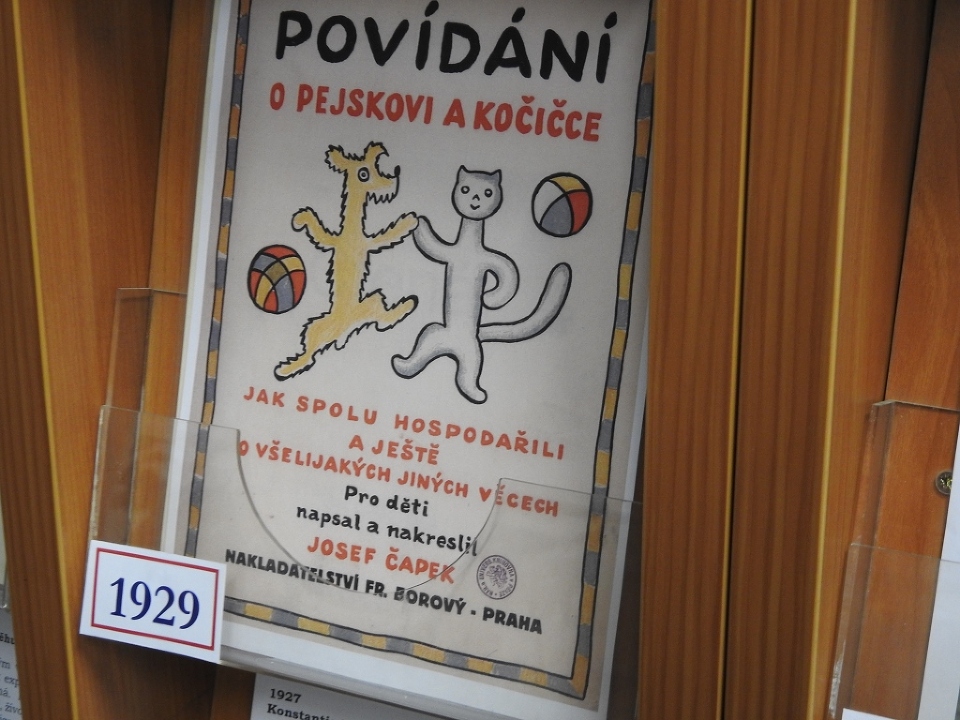 POVÍDÁNÍ
O PEJSKOVI A KOČIČCE
JAK SPOLU HOSPODAŘILI
A JEŠTĚ
O VŠELIJAKÝCH JINÝCH VĚCECH
Pro děti
napsal a nakreslil
JOSEF ČAPEK
NAKLADATELSTVÍ FR. BOROVÝ - PRAHA
1929
1927